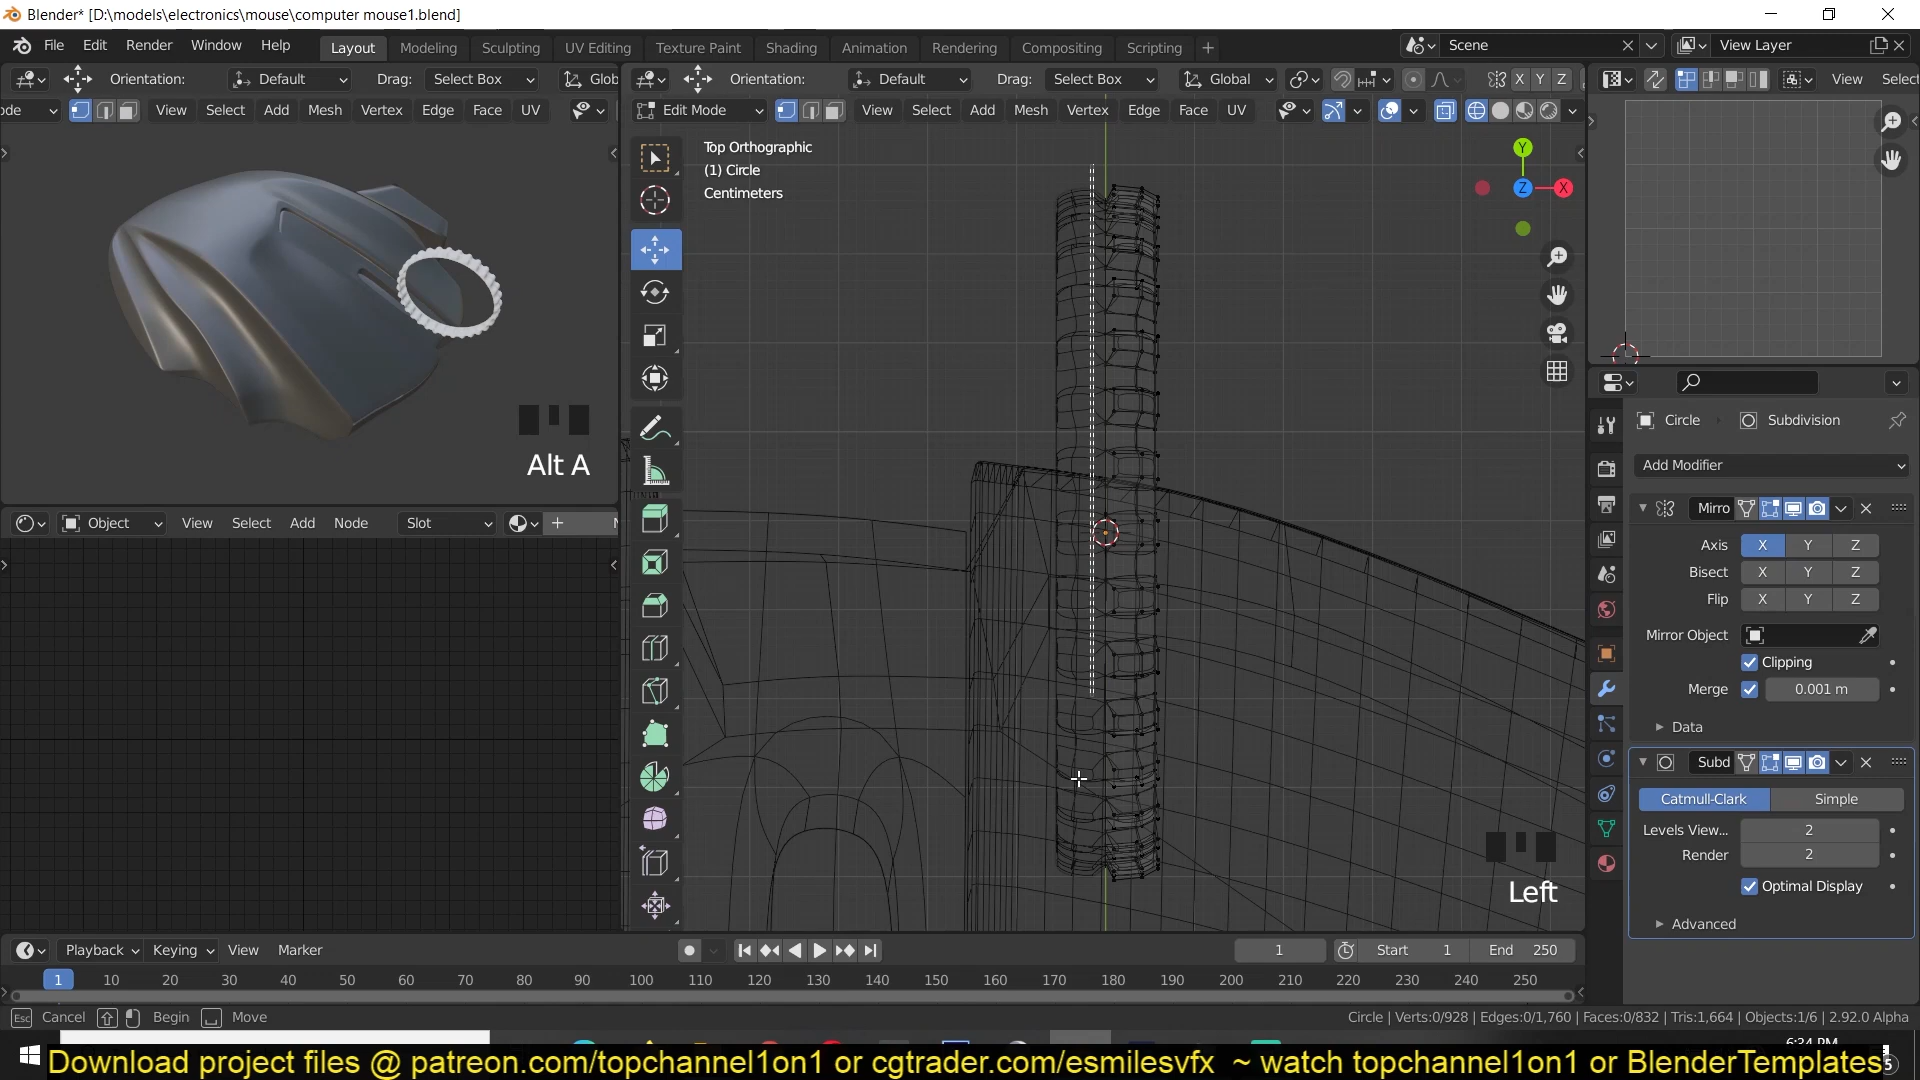 Blender* [D:\models\electronics\mouse\computer mouse1.blend]
File Edit Render Window Help Layout Modeling Sculpting UV Editing Texture Paint Shading Animation Rendering Compositing Scripting + Scene View Layer
Orientation: Default Drag: Select Box Glob Orientation: Default Drag: Select Box Global X Y Z View Select
ode View Select Add Mesh Vertex Edge Face UV Edit Mode View Select Add Mesh Vertex Edge Face UV
Top Orthographic
(1) Circle
Centimeters
Y
Z X
Alt A
Object View Select Add Node Slot
Circle Subdivision
Add Modifier
Mirro
Axis X Y Z
Bisect X Y Z
Flip X Y Z
Mirror Object
Clipping
Merge 0.001 m
Data
Subd
Catmull-Clark Simple
Levels View... 2
Render 2
Optimal Display
Advanced
Left
Playback Keying View Marker 1 Start 1 End 250
1 10 20 30 40 50 60 70 80 90 100 110 120 130 140 150 160 170 180 190 200 210 220 230 240 250
Esc Cancel Begin Move Circle | Verts:0/928 | Edges:0/1,760 | Faces:0/832 | Tris:1,664 | Objects:1/6 | 2.92.0 Alpha
6:34 PM
Download project files @ patreon.com/topchannel1on1 or cgtrader.com/esmilesvfx ~ watch topchannel1on1 or BlenderTemplates